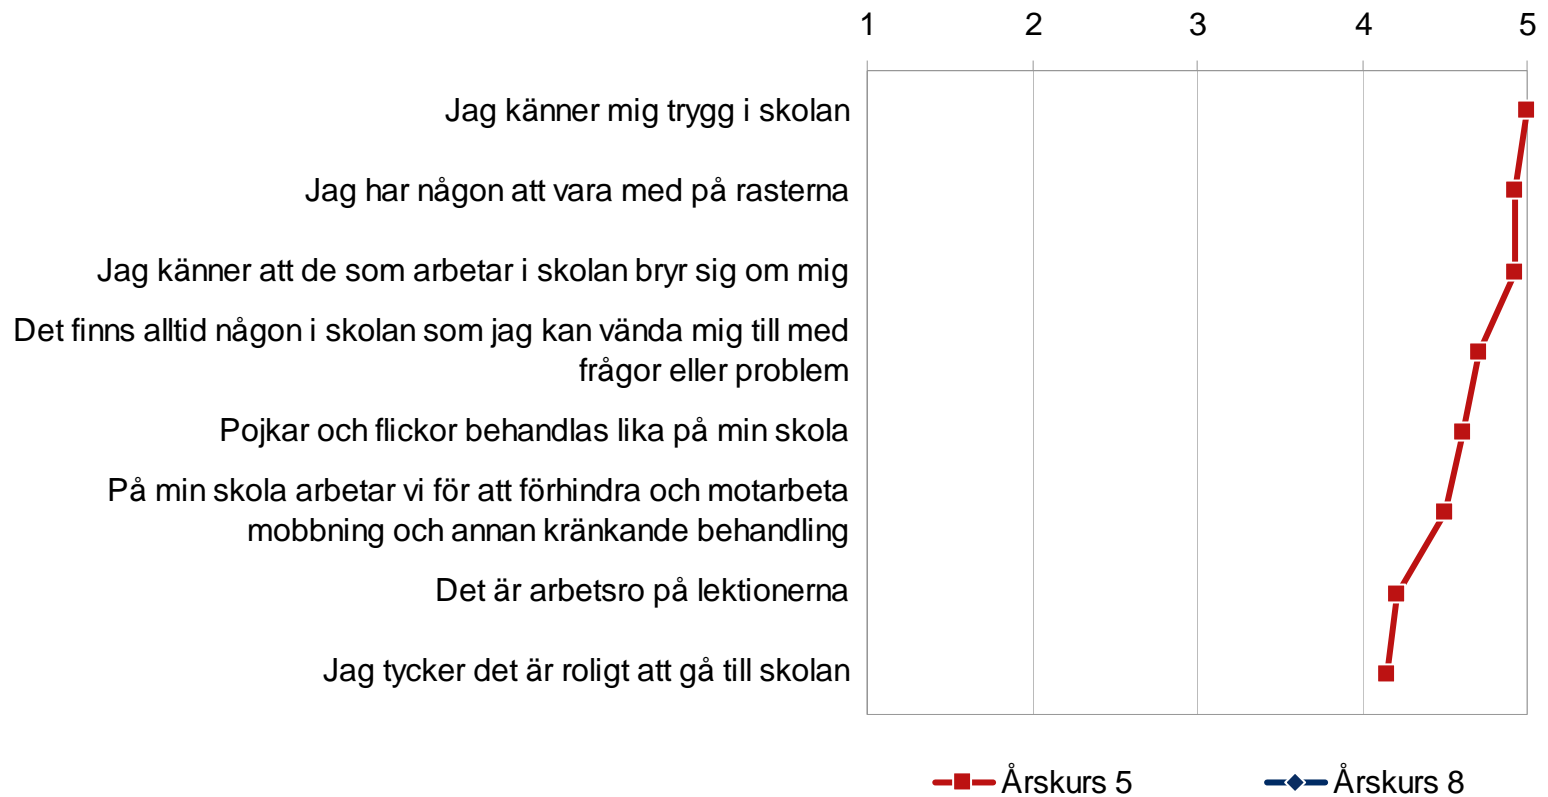 1 2 3 4 5
Jag känner mig trygg i skolan
Jag har någon att vara med på rasterna
Jag känner att de som arbetar i skolan bryr sig om mig
Det finns alltid någon i skolan som jag kan vända mig till med
frågor eller problem
Pojkar och flickor behandlas lika på min skola
På min skola arbetar vi för att förhindra och motarbeta
mobbning och annan kränkande behandling
Det är arbetsro på lektionerna
Jag tycker det är roligt att gå till skolan
Årskurs 5 Årskurs 8